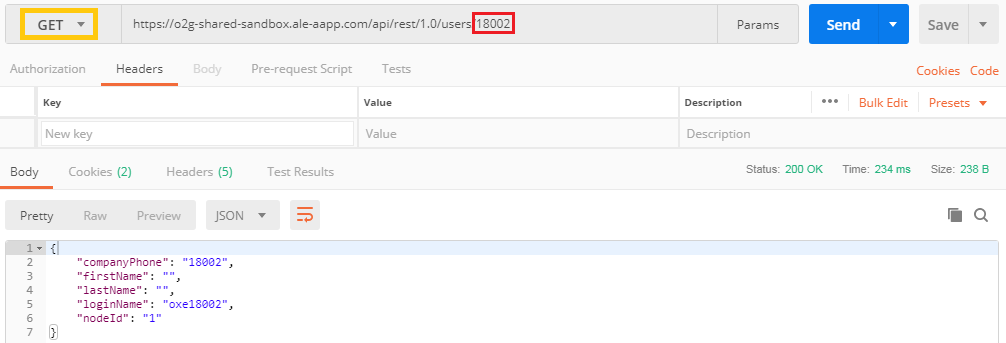 GET https://o2g-shared-sandbox.ale-aapp.com/api/rest/1.0/users/18002 Params Send Save
Authorization Headers Body Pre-request Script Tests Cookies Code
Key Value Description ••• Bulk Edit Presets
New key Value Description
Body Cookies (2) Headers (5) Test Results Status: 200 OK Time: 234 ms Size: 238 B
Pretty Raw Preview JSON
1 {
2 "companyPhone": "18002",
3 "firstName": "",
4 "lastName": "",
5 "loginName": "oxe18002",
6 "nodeId": "1"
7 }